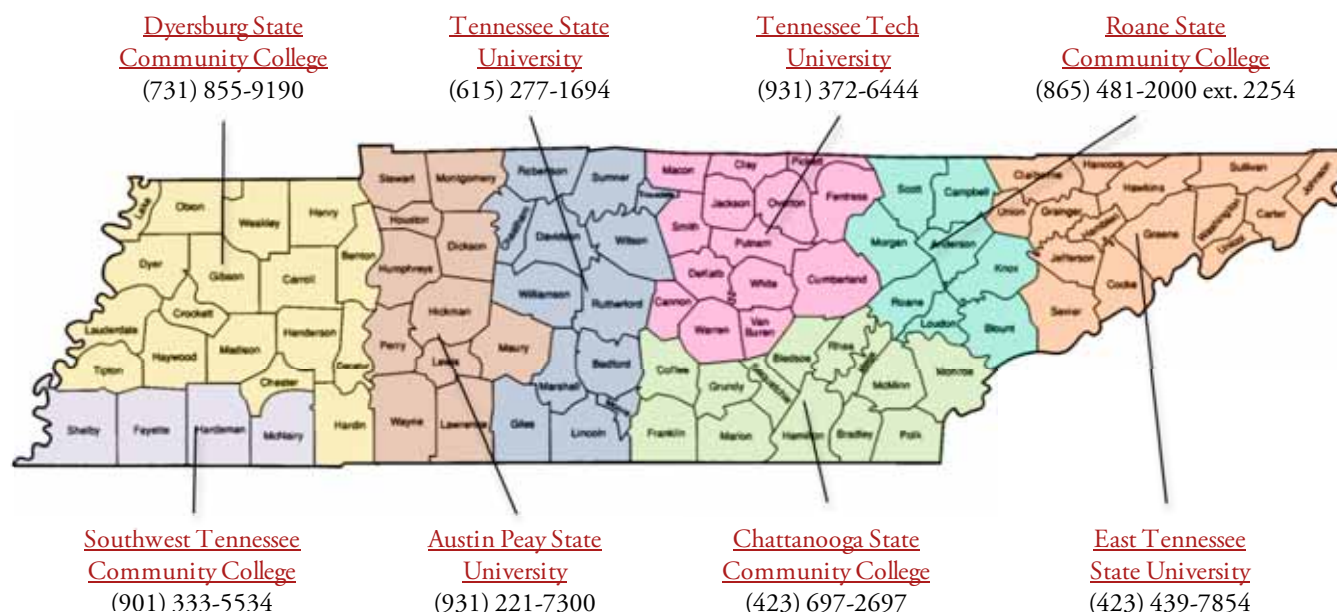 Dyersburg State
Community College
(731) 855-9190
Tennessee State
University
(615) 277-1694
Tennessee Tech
University
(931) 372-6444
Roane State
Community College
(865) 481-2000 ext. 2254
Lake
Obion
Weakley
Henry
Stewart
Montgomery
Robertson
Sumner
Macon
Clay
Pickett
Scott
Campbell
Claiborne
Hancock
Hawkins
Sullivan
Johnson
Houston
Cheatham
Davidson
Wilson
Smith
Jackson
Overton
Fentress
Union
Grainger
Hamblen
Greene
Washington
Carter
Unicoi
Dyer
Gibson
Carroll
Benton
Humphreys
Dickson
Williamson
Rutherford
Putnam
DeKalb
White
Cumberland
Morgan
Anderson
Knox
Jefferson
Cocke
Sevier
Lauderdale
Crockett
Haywood
Madison
Henderson
Decatur
Perry
Hickman
Lewis
Maury
Cannon
Warren
Van
Buren
Roane
Loudon
Blount
Tipton
Chester
Marshall
Bedford
Coffee
Grundy
Bledsoe
Rhea
McMinn
Monroe
Shelby
Fayette
Hardeman
McNairy
Hardin
Wayne
Lawrence
Giles
Lincoln
Franklin
Marion
Hamilton
Bradley
Polk
Southwest Tennessee
Community College
(901) 333-5534
Austin Peay State
University
(931) 221-7300
Chattanooga State
Community College
(423) 697-2697
East Tennessee
State University
(423) 439-7854